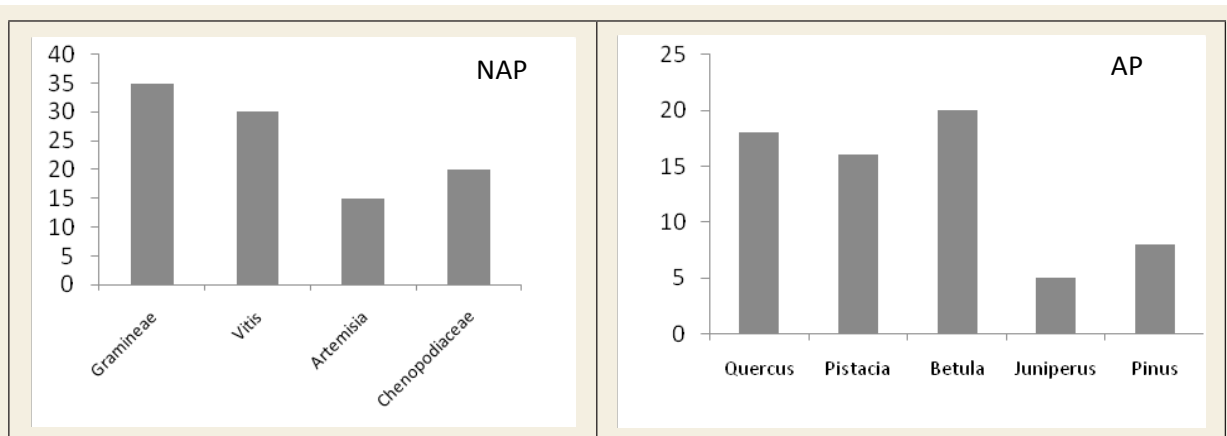 NAP
40
35
30
25
20
15
10
5
0
Gramineae
Vitis
Artemisia
Chenopodiaceae
AP
25
20
15
10
5
0
Quercus Pistacia Betula Juniperus Pinus